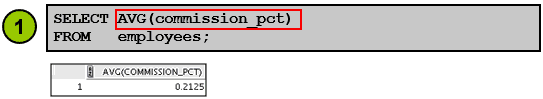 1
SELECT AVG(commission_pct)
FROM employees;
AVG(COMMISSION_PCT)
1 0.2125